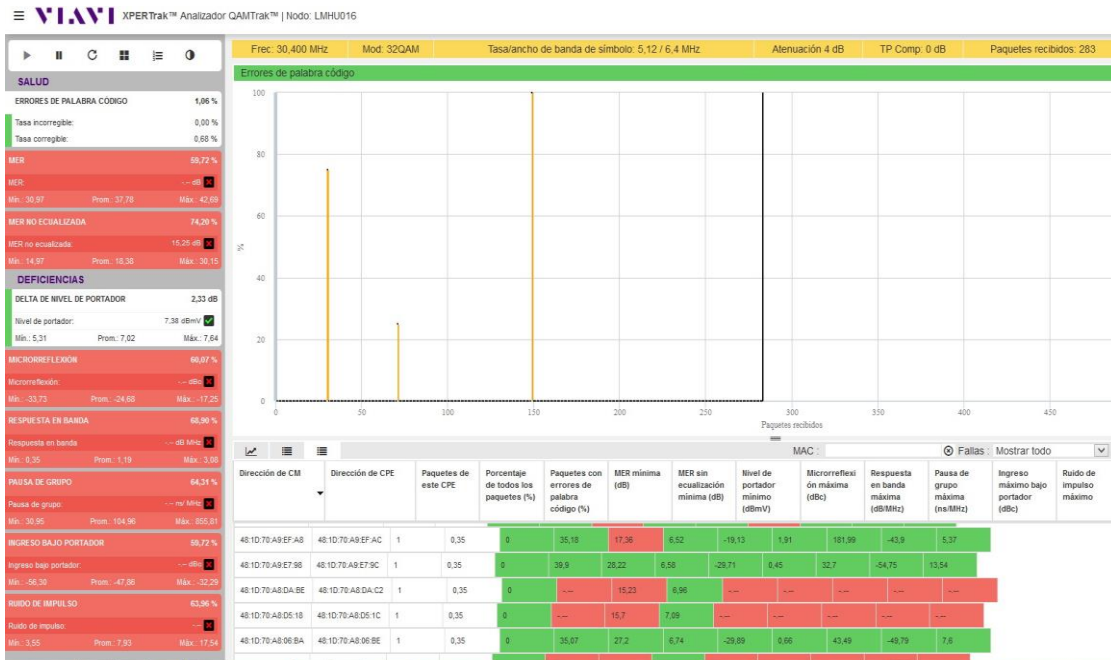 VIAVI XPERTrak™ Analizador QAMTrak™ | Nodo: LMHU016
SALUD
ERRORES DE PALABRA CÓDIGO 1,06 %
Tasa incorregible: 0,00 %
Tasa corregible: 0,68 %
MER 59,72 %
MER: -.-- dB
Mín.: 30,97 Prom.: 37,78 Máx.: 42,69
MER NO ECUALIZADA 74,20 %
MER no ecualizada: 15,25 dB
Mín.: 14,97 Prom.: 18,38 Máx.: 30,15
DEFICIENCIAS
DELTA DE NIVEL DE PORTADOR 2,33 dB
Nivel de portador: 7,38 dBmV
Mín.: 5,31 Prom.: 7,02 Máx.: 7,64
MICRORREFLEXIÓN 60,07 %
Microrreflexión: -.-- dBc
Mín.: -33,73 Prom.: -24,68 Máx.: -17,25
RESPUESTA EN BANDA 68,90 %
Respuesta en banda -.-- dB MHz
Mín.: 0,35 Prom.: 1,19 Máx.: 3,08
PAUSA DE GRUPO 64,31 %
Pausa de grupo: -.-- ns/ MHz
Mín.: 30,95 Prom.: 104,96 Máx.: 855,81
INGRESO BAJO PORTADOR 59,72 %
Ingreso bajo portador: -.-- dBc
Mín.: -56,30 Prom.: -47,86 Máx.: -32,29
RUIDO DE IMPULSO 63,96 %
Ruido de impulso: -.--
Mín.: 3,55 Prom.: 7,93 Máx.: 17,54
Frec: 30,400 MHz Mod: 32QAM Tasa/ancho de banda de símbolo: 5,12 / 6,4 MHz Atenuación 4 dB TP Comp: 0 dB Paquetes recibidos: 283
Errores de palabra código
100
80
60
40
20
0
%
0 50 100 150 200 250 300 350 400 450
Paquetes recibidos
MAC : Fallas : Mostrar todo
Dirección de CM Dirección de CPE Paquetes de este CPE Porcentaje de todos los paquetes (%) Paquetes con errores de palabra código (%) MER mínima (dB) MER sin ecualización mínima (dB) Nivel de portador mínimo (dBmV) Microrreflexión máxima (dBc) Respuesta en banda máxima (dB/MHz) Pausa de grupo máxima (ns/MHz) Ingreso máximo bajo portador (dBc) Ruido de impulso máximo
48:1D:70:A9:EF:A8 48:1D:70:A9:EF:AC 1 0,35 0 35,18 17,36 6,52 -19,13 1,91 181,99 -43,9 5,37
48:1D:70:A9:E7:98 48:1D:70:A9:E7:9C 1 0,35 0 39,9 28,22 6,58 -29,71 0,45 32,7 -54,75 13,54
48:1D:70:A8:DA:BE 48:1D:70:A8:DA:C2 1 0,35 0 -.-- 15,23 6,96 -.-- -.-- -.-- -.-- -.--
48:1D:70:A8:D5:18 48:1D:70:A8:D5:1C 1 0,35 0 -.-- 15,7 7,09 -.-- -.-- -.-- -.-- -.--
48:1D:70:A8:06:BA 48:1D:70:A8:06:BE 1 0,35 0 35,07 27,2 6,74 -29,89 0,66 43,49 -49,79 7,6